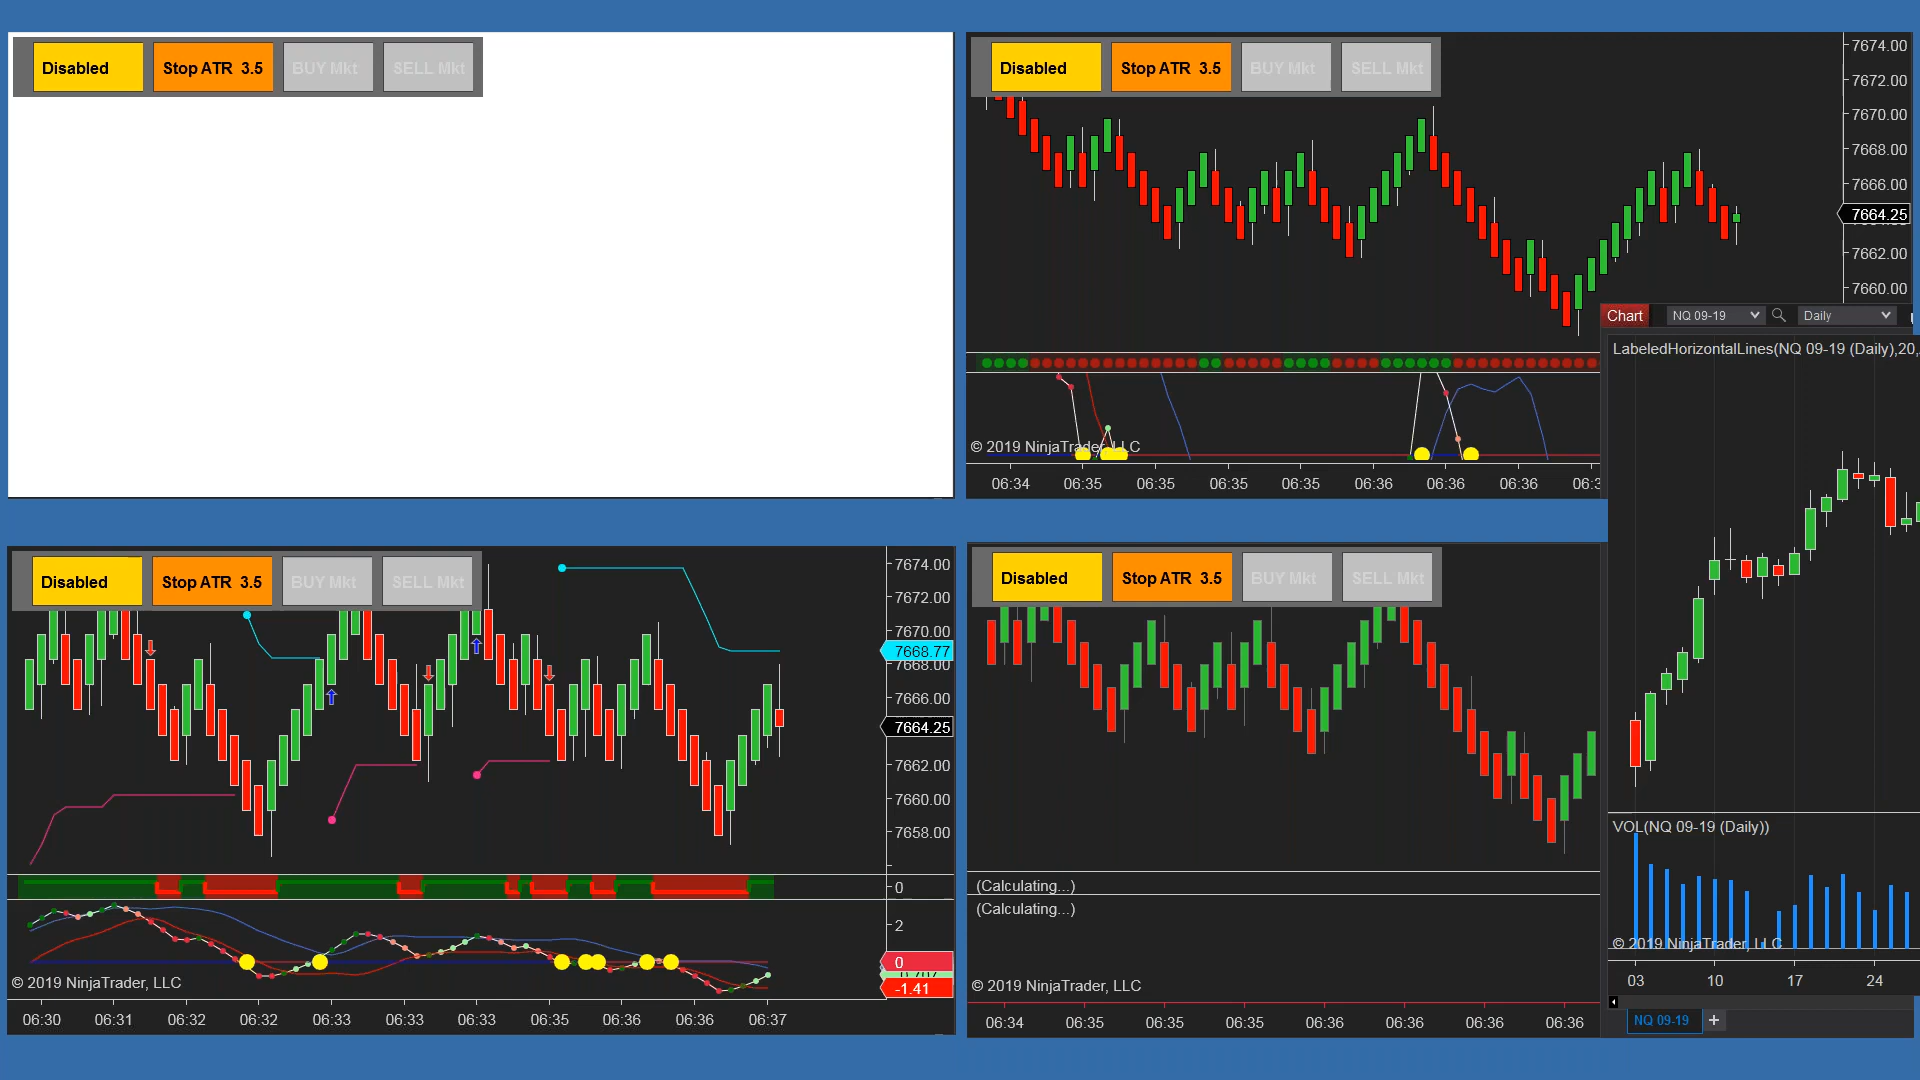 Disabled Stop ATR 3.5 BUY Mkt SELL Mkt
Disabled Stop ATR 3.5 BUY Mkt SELL Mkt
7674.00
7672.00
7670.00
7668.00
7666.00
7664.25
7662.00
7660.00
© 2019 NinjaTrader, LLC
06:34 06:35 06:35 06:35 06:35 06:36 06:36 06:36
Chart NQ 09-19 Daily
LabeledHorizontalLines(NQ 09-19 (Daily),20,
VOL(NQ 09-19 (Daily))
© 2019 NinjaTrader, LLC
03 10 17 24
NQ 09-19 +
Disabled Stop ATR 3.5 BUY Mkt SELL Mkt
7674.00
7672.00
7670.00
7668.77
7668.00
7666.00
7664.25
7662.00
7660.00
7658.00
0
2
0
-1.41
© 2019 NinjaTrader, LLC
06:30 06:31 06:32 06:32 06:33 06:33 06:33 06:35 06:36 06:36 06:37
Disabled Stop ATR 3.5 BUY Mkt SELL Mkt
(Calculating...)
(Calculating...)
© 2019 NinjaTrader, LLC
06:34 06:35 06:35 06:35 06:36 06:36 06:36 06:36